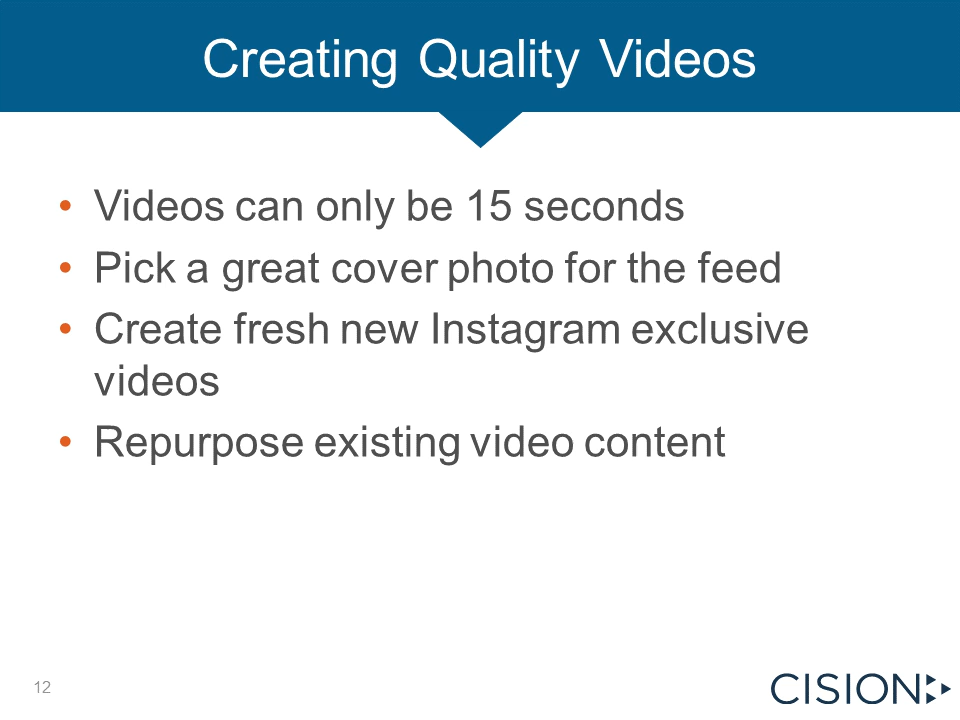 Creating Quality Videos
• Videos can only be 15 seconds
• Pick a great cover photo for the feed
• Create fresh new Instagram exclusive
videos
• Repurpose existing video content
12
CISION